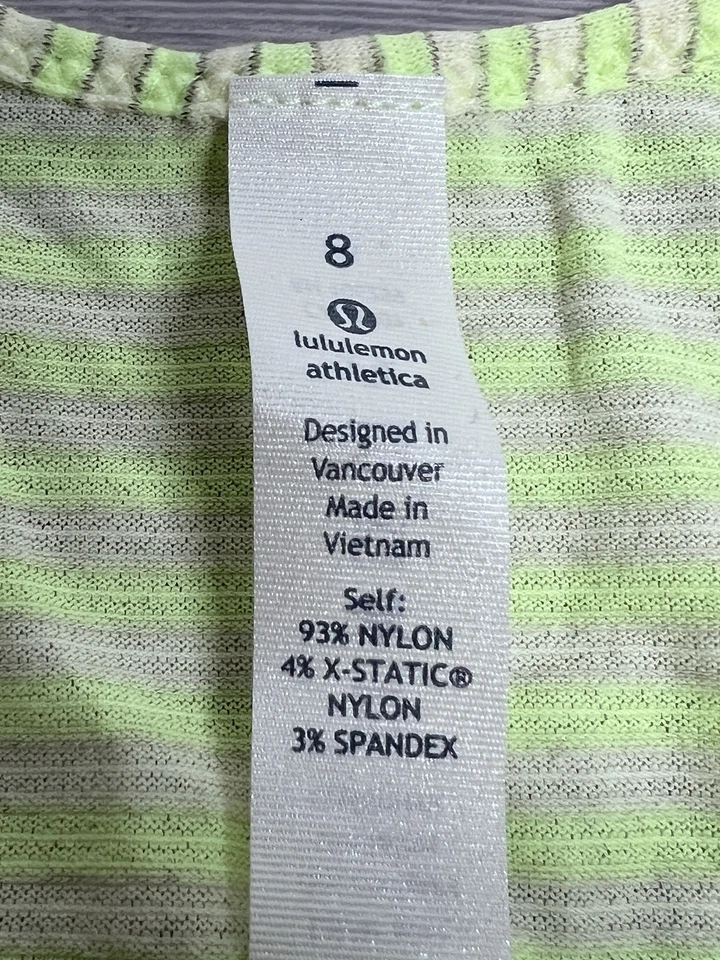 8
lululemon
athletica
Designed in
Vancouver
Made in
Vietnam
Self:
93% NYLON
4% X-STATIC®
NYLON
3% SPANDEX